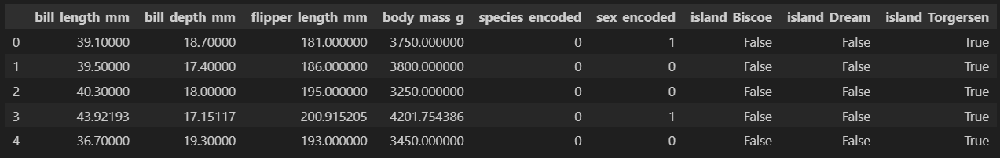 bill_length_mm bill_depth_mm flipper_length_mm body_mass_g species_encoded sex_encoded island_Biscoe island_Dream island_Torgersen
0 39.10000 18.70000 181.000000 3750.000000 0 1 False False True
1 39.50000 17.40000 186.000000 3800.000000 0 0 False False True
2 40.30000 18.00000 195.000000 3250.000000 0 0 False False True
3 43.92193 17.15117 200.915205 4201.754386 0 1 False False True
4 36.70000 19.30000 193.000000 3450.000000 0 0 False False True